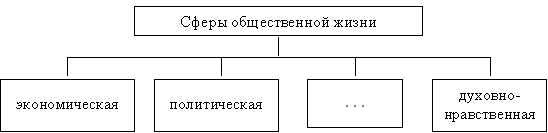 Сферы общественной жизни
экономическая
политическая
. . .
духовно-
нравственная